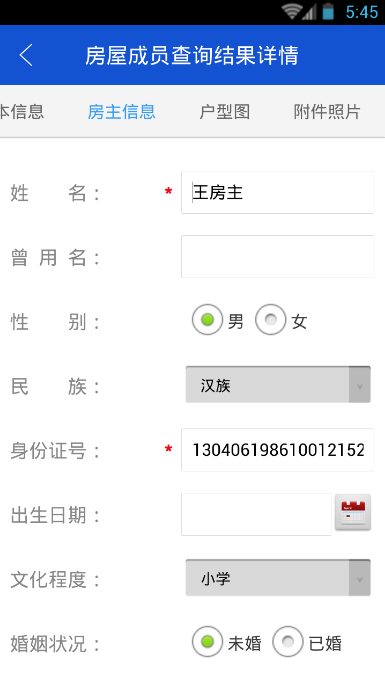 5:45
房屋成员查询结果详情
本信息 房主信息 户型图 附件照片
姓 名： * 王房主
曾 用 名：
性 别： 男 女
民 族： 汉族
身份证号： * 130406198610012152
出生日期：
文化程度： 小学
婚姻状况： 未婚 已婚